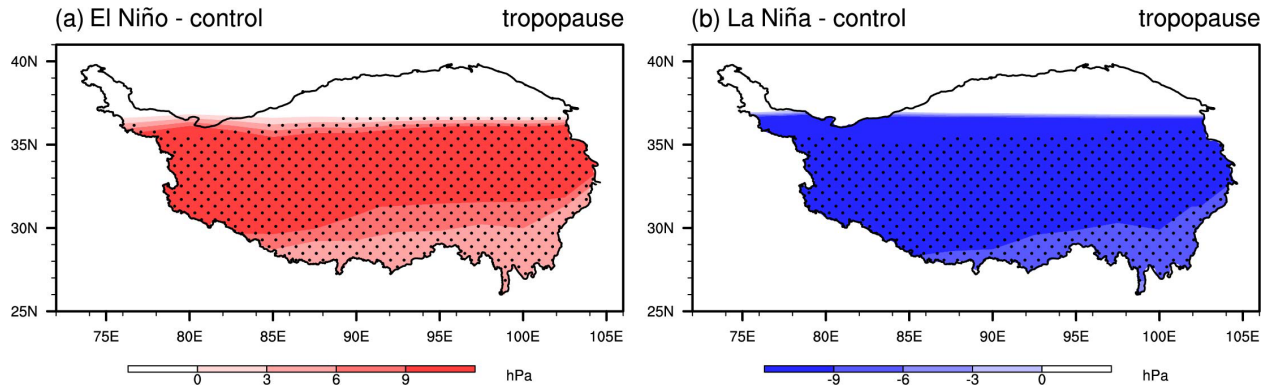 (a) El Niño - control tropopause
40N
35N
30N
25N
75E 80E 85E 90E 95E 100E 105E
0 3 6 9 hPa
(b) La Niña - control tropopause
40N
35N
30N
25N
75E 80E 85E 90E 95E 100E 105E
-9 -6 -3 0 hPa